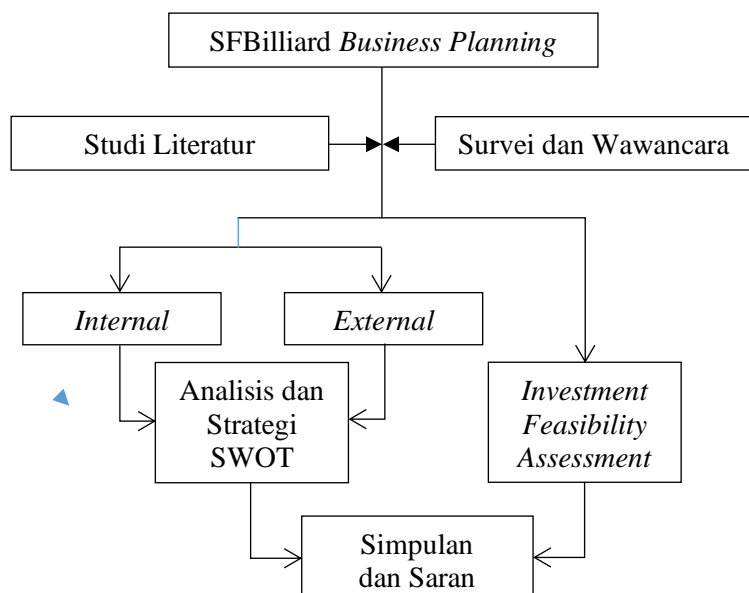 SFBilliard Business Planning
Studi Literatur
Survei dan Wawancara
Internal
External
Analisis dan
Strategi
SWOT
Investment
Feasibility
Assessment
Simpulan
dan Saran